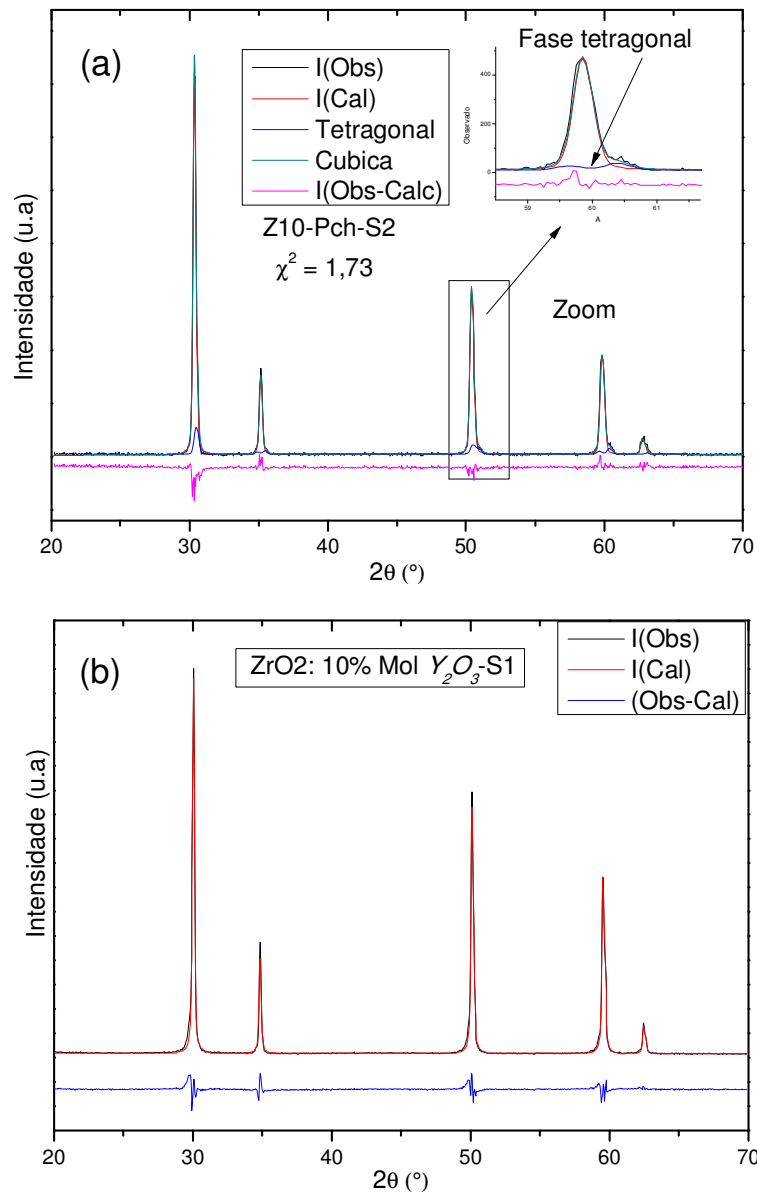 (a)
I(Obs)
I(Cal)
Tetragonal
Cubica
I(Obs-Calc)
Z10-Pch-S2
χ² = 1,73
Fase tetragonal
Observado
400
200
0
59
60
61
A
Zoom
Intensidade (u.a)
20
30
40
50
60
70
2θ (°)
(b)
ZrO2: 10% Mol Y₂O₃-S1
I(Obs)
I(Cal)
(Obs-Cal)
Intensidade (u.a)
20
30
40
50
60
70
2θ (°)